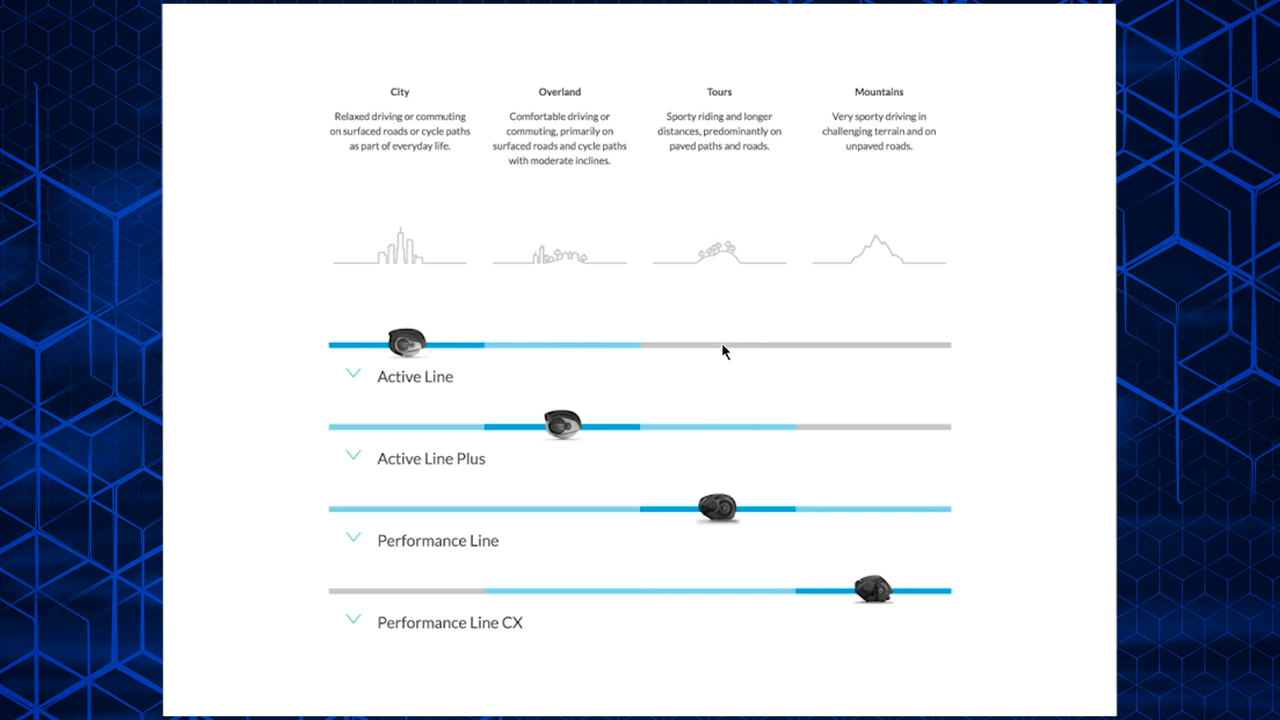 City
Relaxed driving or commuting
on surfaced roads or cycle paths
as part of everyday life.
Overland
Comfortable driving or
commuting, primarily on
surfaced roads and cycle paths
with moderate inclines.
Tours
Sporty riding and longer
distances, predominantly on
paved paths and roads.
Mountains
Very sporty driving in
challenging terrain and on
unpaved roads.
Active Line
Active Line Plus
Performance Line
Performance Line CX